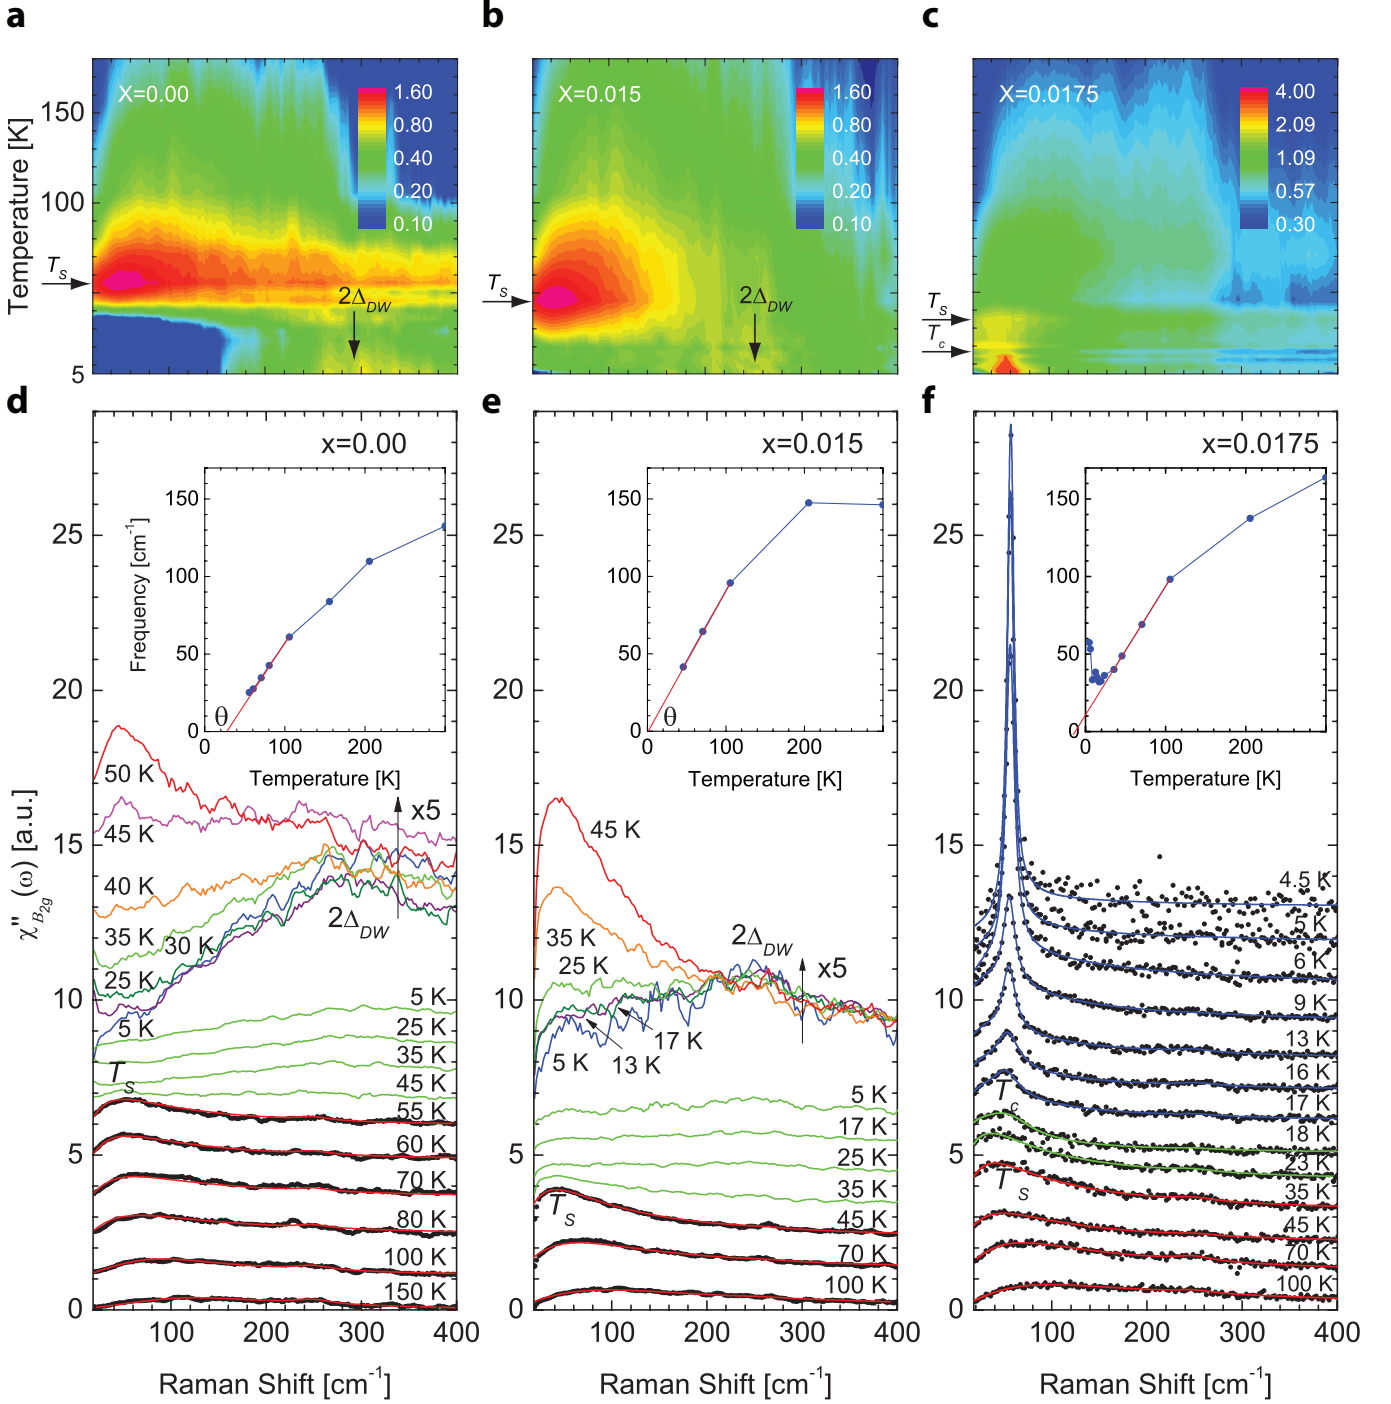 a
b
c
Temperature [K]
150
100
5
T_S
X=0.00
1.60
0.80
0.40
0.20
0.10
2Δ_DW
T_S
X=0.015
1.60
0.80
0.40
0.20
0.10
2Δ_DW
T_S
T_c
X=0.0175
4.00
2.09
1.09
0.57
0.30
d
e
f
χ''_{B_{2g}}(ω) [a.u.]
x=0.00
25
20
15
10
5
0
Frequency [cm⁻¹]
150
100
50
0
θ
0 100 200
Temperature [K]
50 K
45 K
x5
40 K
35 K
30 K
2Δ_DW
25 K
5 K
5 K
25 K
35 K
T_S
45 K
55 K
60 K
70 K
80 K
100 K
150 K
100 200 300 400
Raman Shift [cm⁻¹]
x=0.015
25
20
15
10
5
0
150
100
50
0
θ
0 100 200
Temperature [K]
45 K
35 K
2Δ_DW
25 K
x5
17 K
5 K
13 K
5 K
17 K
25 K
35 K
T_S
45 K
70 K
100 K
100 200 300 400
Raman Shift [cm⁻¹]
x=0.0175
25
20
15
10
5
0
150
100
50
0
0 100 200
Temperature [K]
4.5 K
5 K
6 K
9 K
13 K
16 K
T_c
17 K
18 K
23 K
T_S
35 K
45 K
70 K
100 K
100 200 300 400
Raman Shift [cm⁻¹]